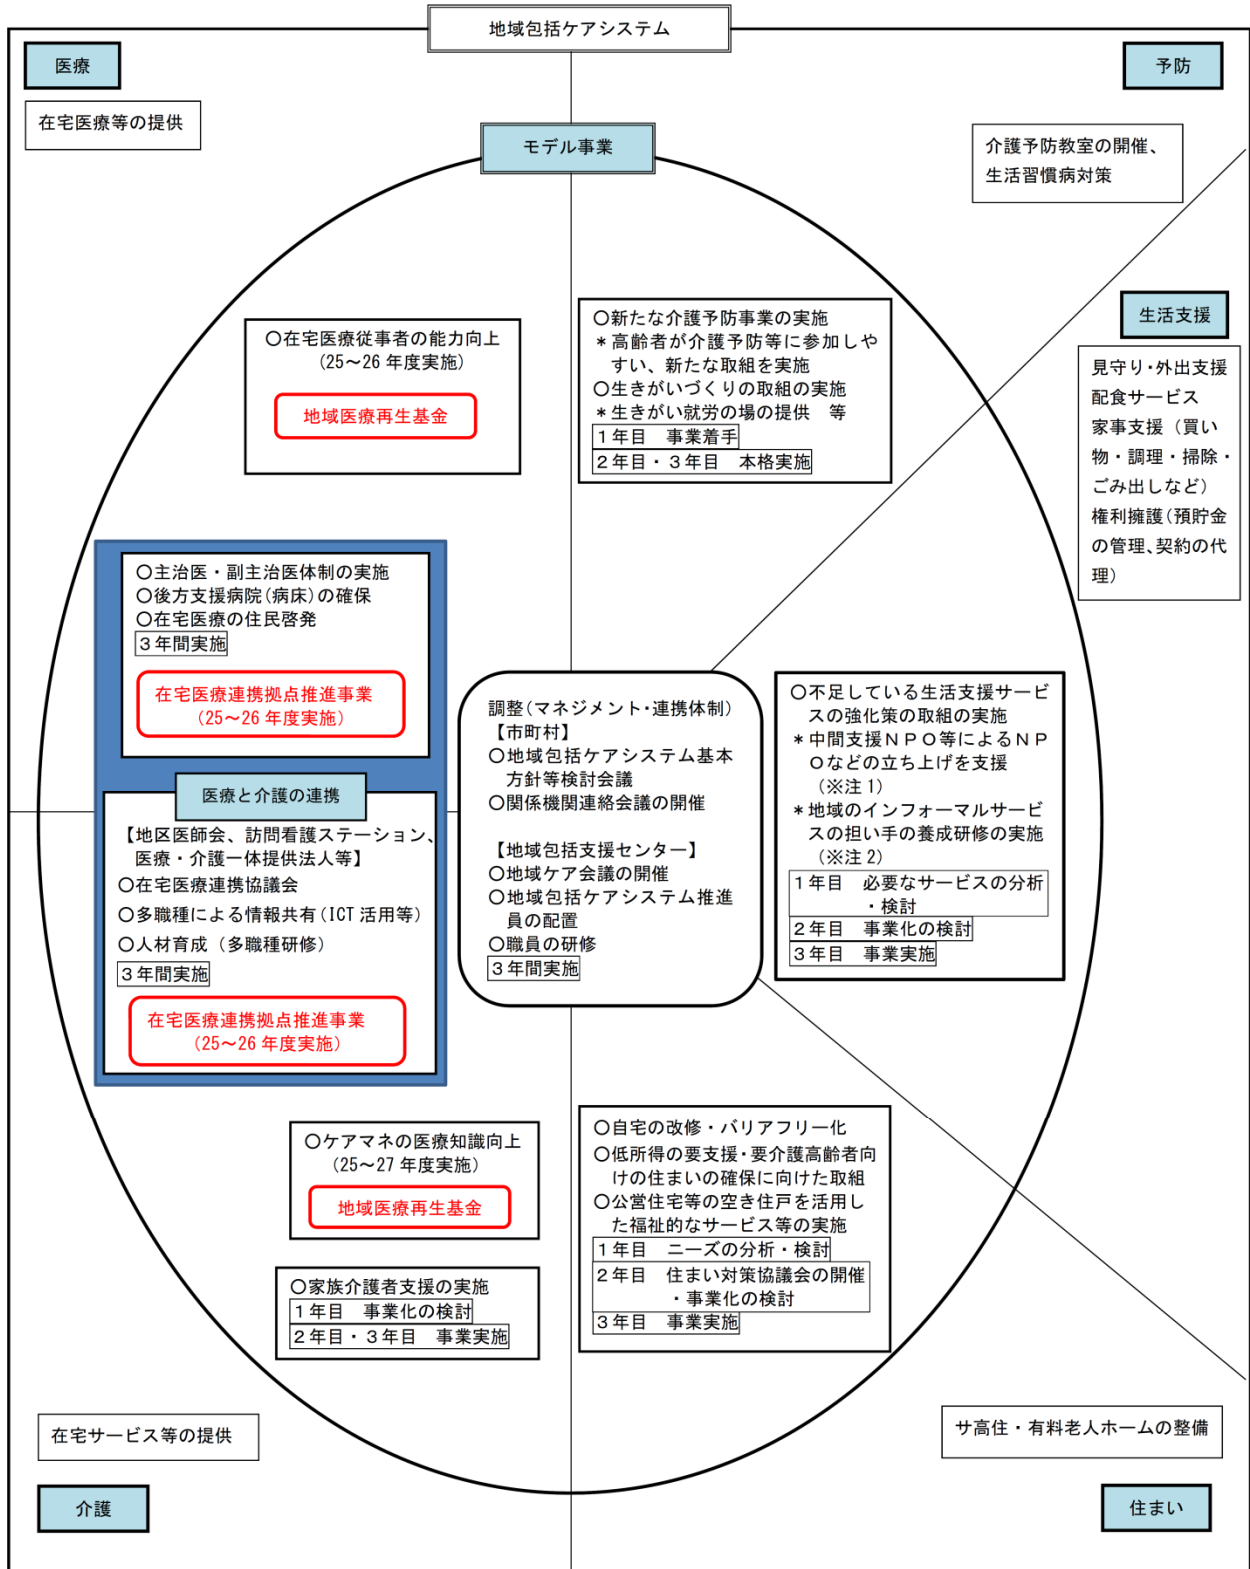 地域包括ケアシステム
医療
予防
在宅医療等の提供
モデル事業
介護予防教室の開催、
生活習慣病対策
生活支援
見守り・外出支援
配食サービス
家事支援（買い
物・調理・掃除・
ごみ出しなど）
権利擁護（預貯金
の管理、契約の代
理）
○在宅医療従事者の能力向上
（25～26 年度実施）
地域医療再生基金
○新たな介護予防事業の実施
＊高齢者が介護予防等に参加しや
すい、新たな取組を実施
○生きがいづくりの取組の実施
＊生きがい就労の場の提供　等
１年目　事業着手
２年目・３年目　本格実施
○主治医・副主治医体制の実施
○後方支援病院（病床）の確保
○在宅医療の住民啓発
３年間実施
在宅医療連携拠点推進事業
（25～26 年度実施）
医療と介護の連携
【地区医師会、訪問看護ステーション、
医療・介護一体提供法人等】
○在宅医療連携協議会
○多職種による情報共有（ICT 活用等）
○人材育成（多職種研修）
３年間実施
在宅医療連携拠点推進事業
（25～26 年度実施）
調整（マネジメント・連携体制）
【市町村】
○地域包括ケアシステム基本
方針等検討会議
○関係機関連絡会議の開催
【地域包括支援センター】
○地域ケア会議の開催
○地域包括ケアシステム推進
員の配置
○職員の研修
３年間実施
○不足している生活支援サービ
スの強化策の取組の実施
＊中間支援ＮＰＯ等によるＮＰ
Ｏなどの立ち上げを支援
（※注１）
＊地域のインフォーマルサービ
スの担い手の養成研修の実施
（※注２）
１年目　必要なサービスの分析
・検討
２年目　事業化の検討
３年目　事業実施
○ケアマネの医療知識向上
（25～27 年度実施）
地域医療再生基金
○家族介護者支援の実施
１年目　事業化の検討
２年目・３年目　事業実施
○自宅の改修・バリアフリー化
○低所得の要支援・要介護高齢者向
けの住まいの確保に向けた取組
○公営住宅等の空き住戸を活用し
た福祉的なサービス等の実施
１年目　ニーズの分析・検討
２年目　住まい対策協議会の開催
・事業化の検討
３年目　事業実施
在宅サービス等の提供
サ高住・有料老人ホームの整備
介護
住まい